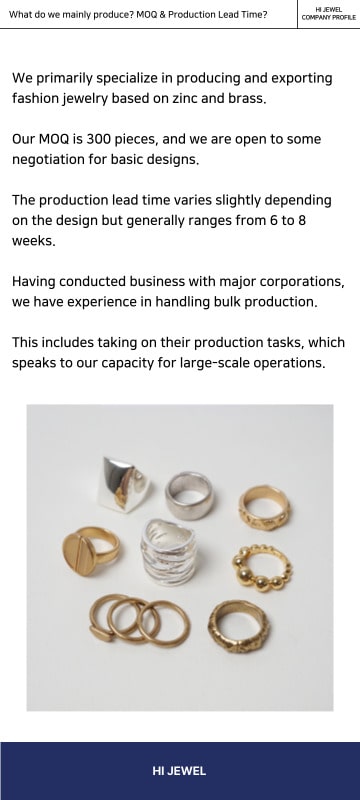 What do we mainly produce? MOQ & Production Lead Time?
HI JEWEL
COMPANY PROFILE
We primarily specialize in producing and exporting
fashion jewelry based on zinc and brass.
Our MOQ is 300 pieces, and we are open to some
negotiation for basic designs.
The production lead time varies slightly depending
on the design but generally ranges from 6 to 8
weeks.
Having conducted business with major corporations,
we have experience in handling bulk production.
This includes taking on their production tasks, which
speaks to our capacity for large-scale operations.
HI JEWEL